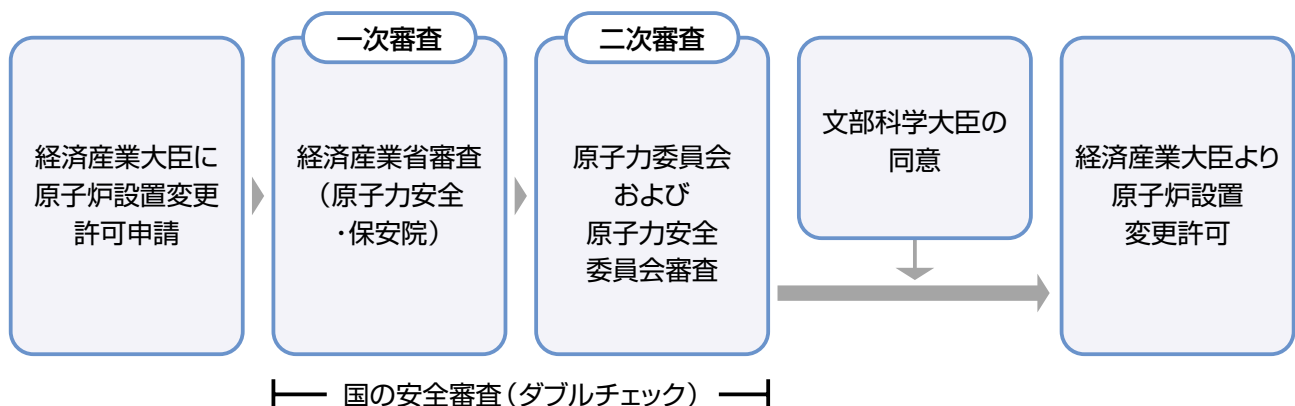 経済産業大臣に
原子炉設置変更
許可申請
一次審査
経済産業省審査
（原子力安全
・保安院）
二次審査
原子力委員会
および
原子力安全
委員会審査
文部科学大臣の
同意
経済産業大臣より
原子炉設置
変更許可
国の安全審査（ダブルチェック）